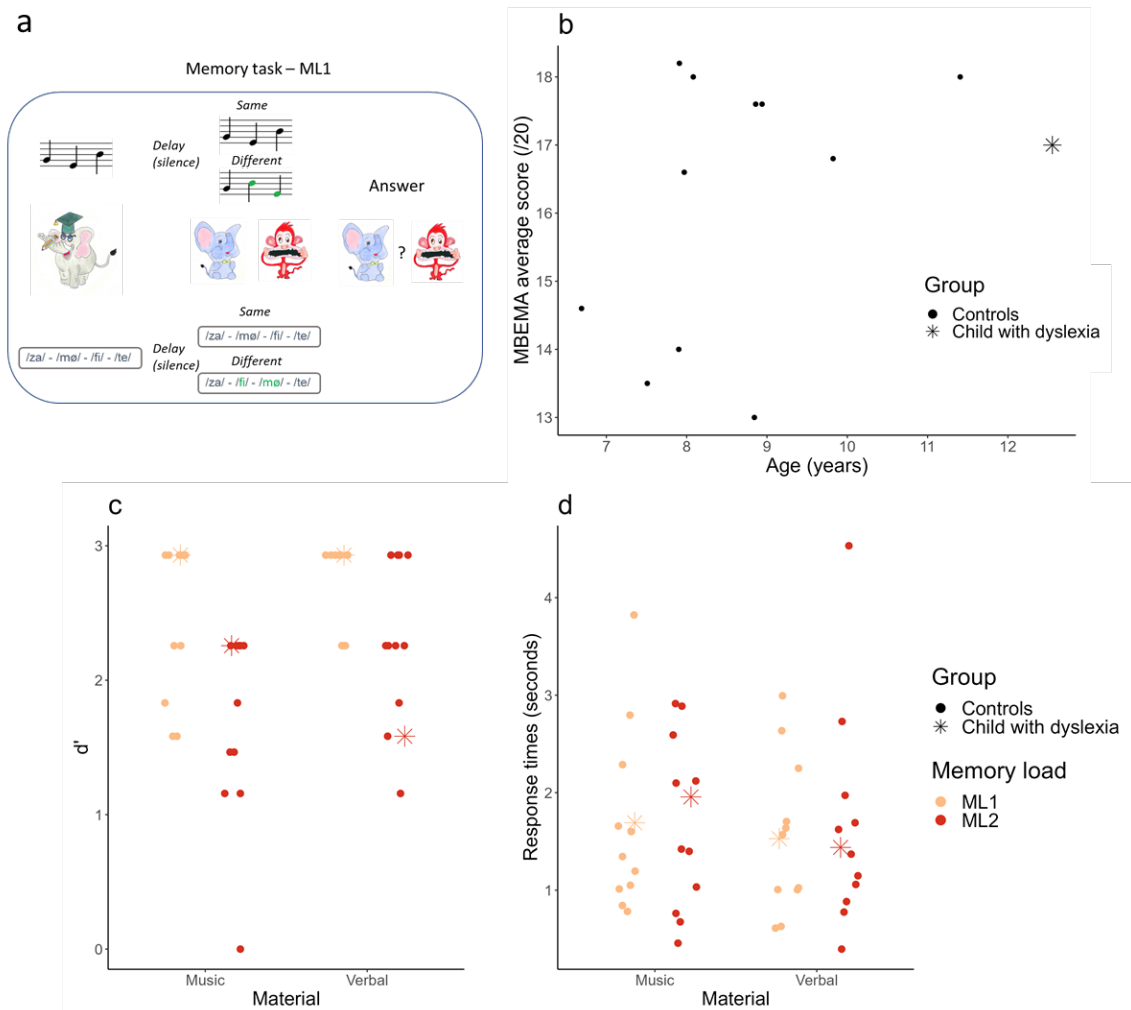 a
Memory task – ML1
Same
Delay
(silence)
Different
Answer
?
Same
/za/ - /mø/ - /fi/ - /te/
/za/ - /mø/ - /fi/ - /te/
Delay
(silence)
Different
/za/ - /fi/ - /mø/ - /te/
b
MBEMA average score (/20)
18
17
16
15
14
13
7 8 9 10 11 12
Age (years)
Group
Controls
Child with dyslexia
c
d'
3
2
1
0
Music Verbal
Material
d
Response times (seconds)
4
3
2
1
Music Verbal
Material
Group
Controls
Child with dyslexia
Memory load
ML1
ML2